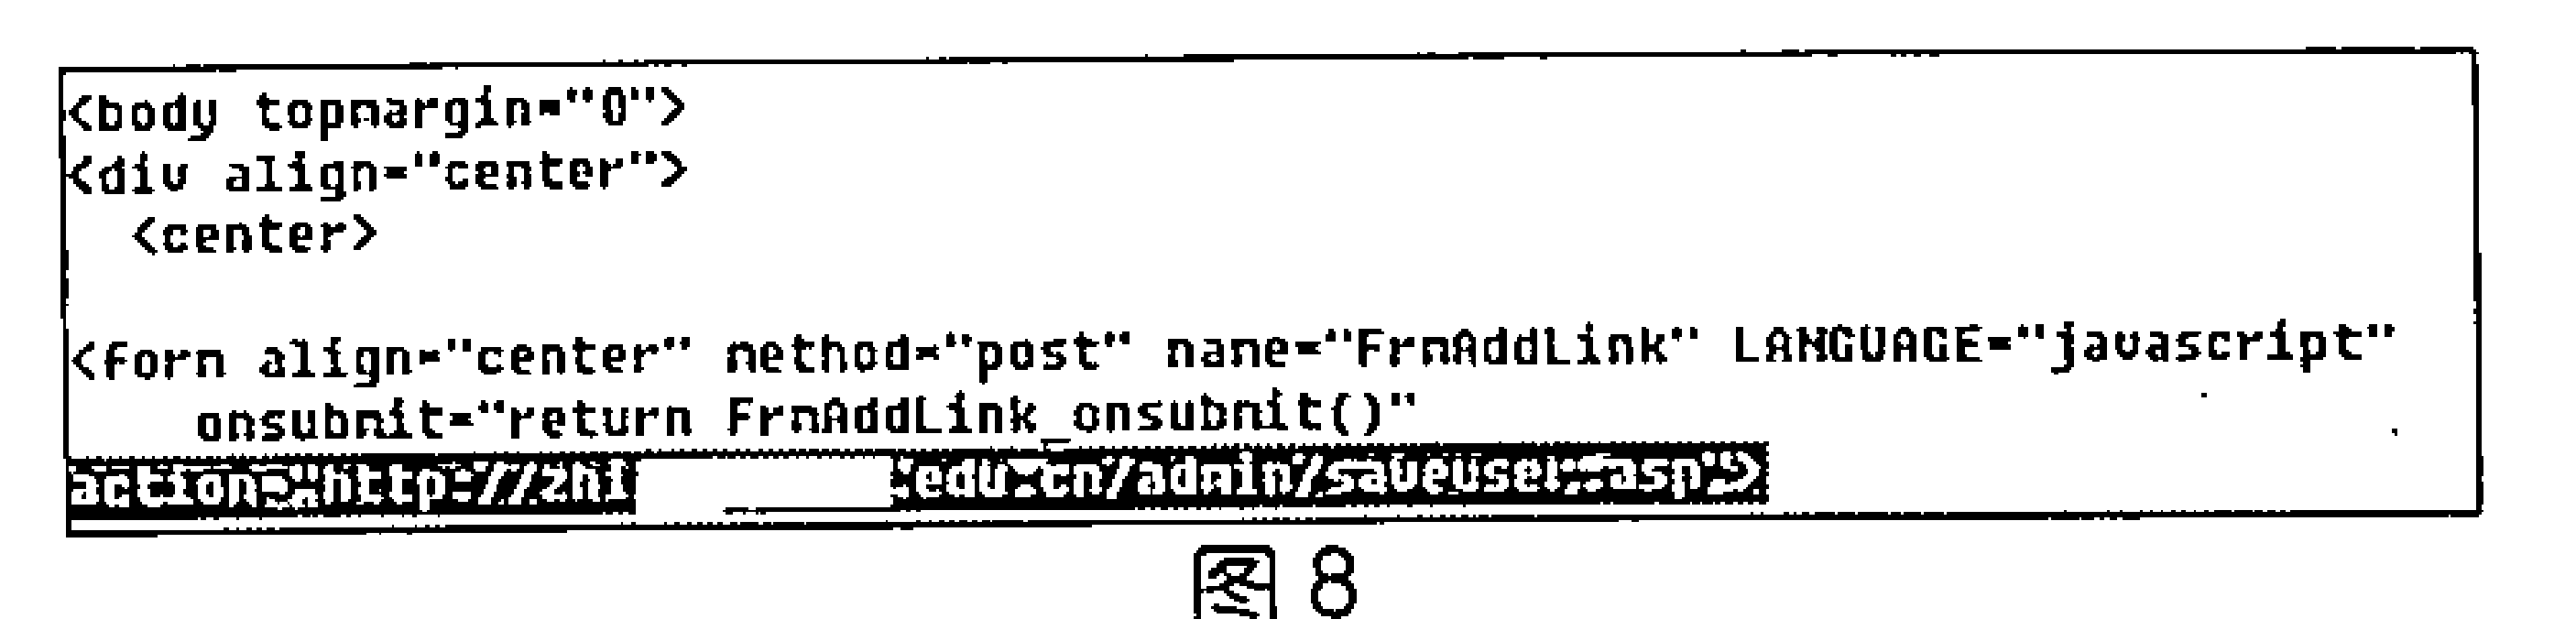 <body topmargin="0">
<div align="center">
<center>
<form align="center" method="post" name="FrmAddLink" LANGUAGE="javascript"
onsubmit="return FrmAddLink_onsubmit()"
action="http://2hi .edu.cn/admin/saveuser.asp">
图 8